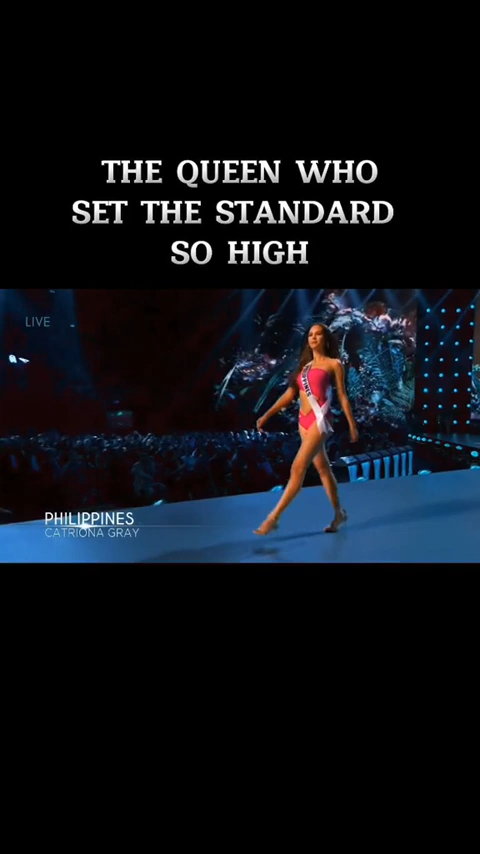 THE QUEEN WHO
SET THE STANDARD
SO HIGH
LIVE
PHILIPPINES
CATRIONA GRAY